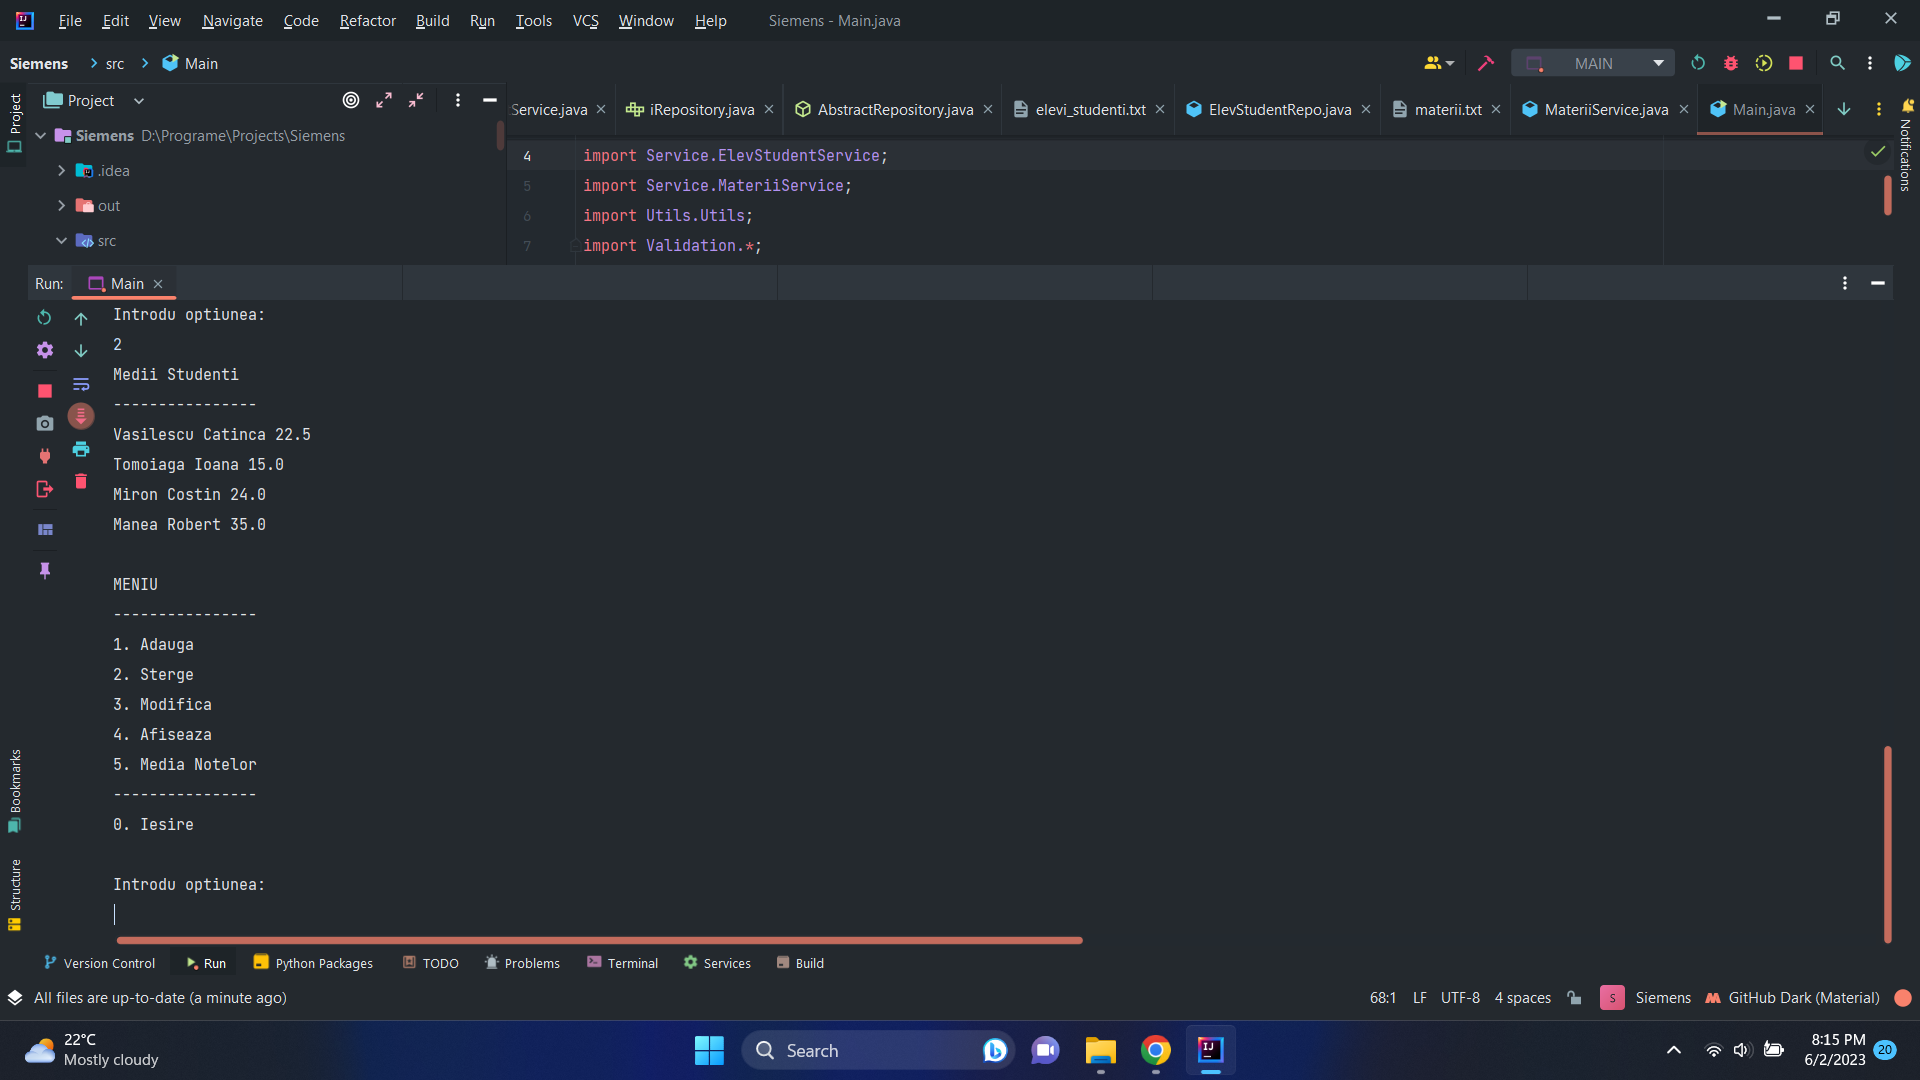 File Edit View Navigate Code Refactor Build Run Tools VCS Window Help Siemens - Main.java
Siemens src Main MAIN
Project
Project
Service.java iRepository.java AbstractRepository.java elevi_studenti.txt ElevStudentRepo.java materii.txt MateriiService.java Main.java
Notifications
Siemens D:\Programe\Projects\Siemens
.idea
out
src
4 import Service.ElevStudentService;
5 import Service.MateriiService;
6 import Utils.Utils;
7 import Validation.*;
Run: Main
Introdu optiunea:
2
Medii Studenti
----------------
Vasilescu Catinca 22.5
Tomoiaga Ioana 15.0
Miron Costin 24.0
Manea Robert 35.0
MENIU
----------------
1. Adauga
2. Sterge
3. Modifica
4. Afiseaza
5. Media Notelor
----------------
0. Iesire
Introdu optiunea:
Bookmarks
Structure
Version Control Run Python Packages TODO Problems Terminal Services Build
All files are up-to-date (a minute ago) 68:1 LF UTF-8 4 spaces S Siemens GitHub Dark (Material)
22°C
Mostly cloudy
Search
IJ
8:15 PM
6/2/2023
20